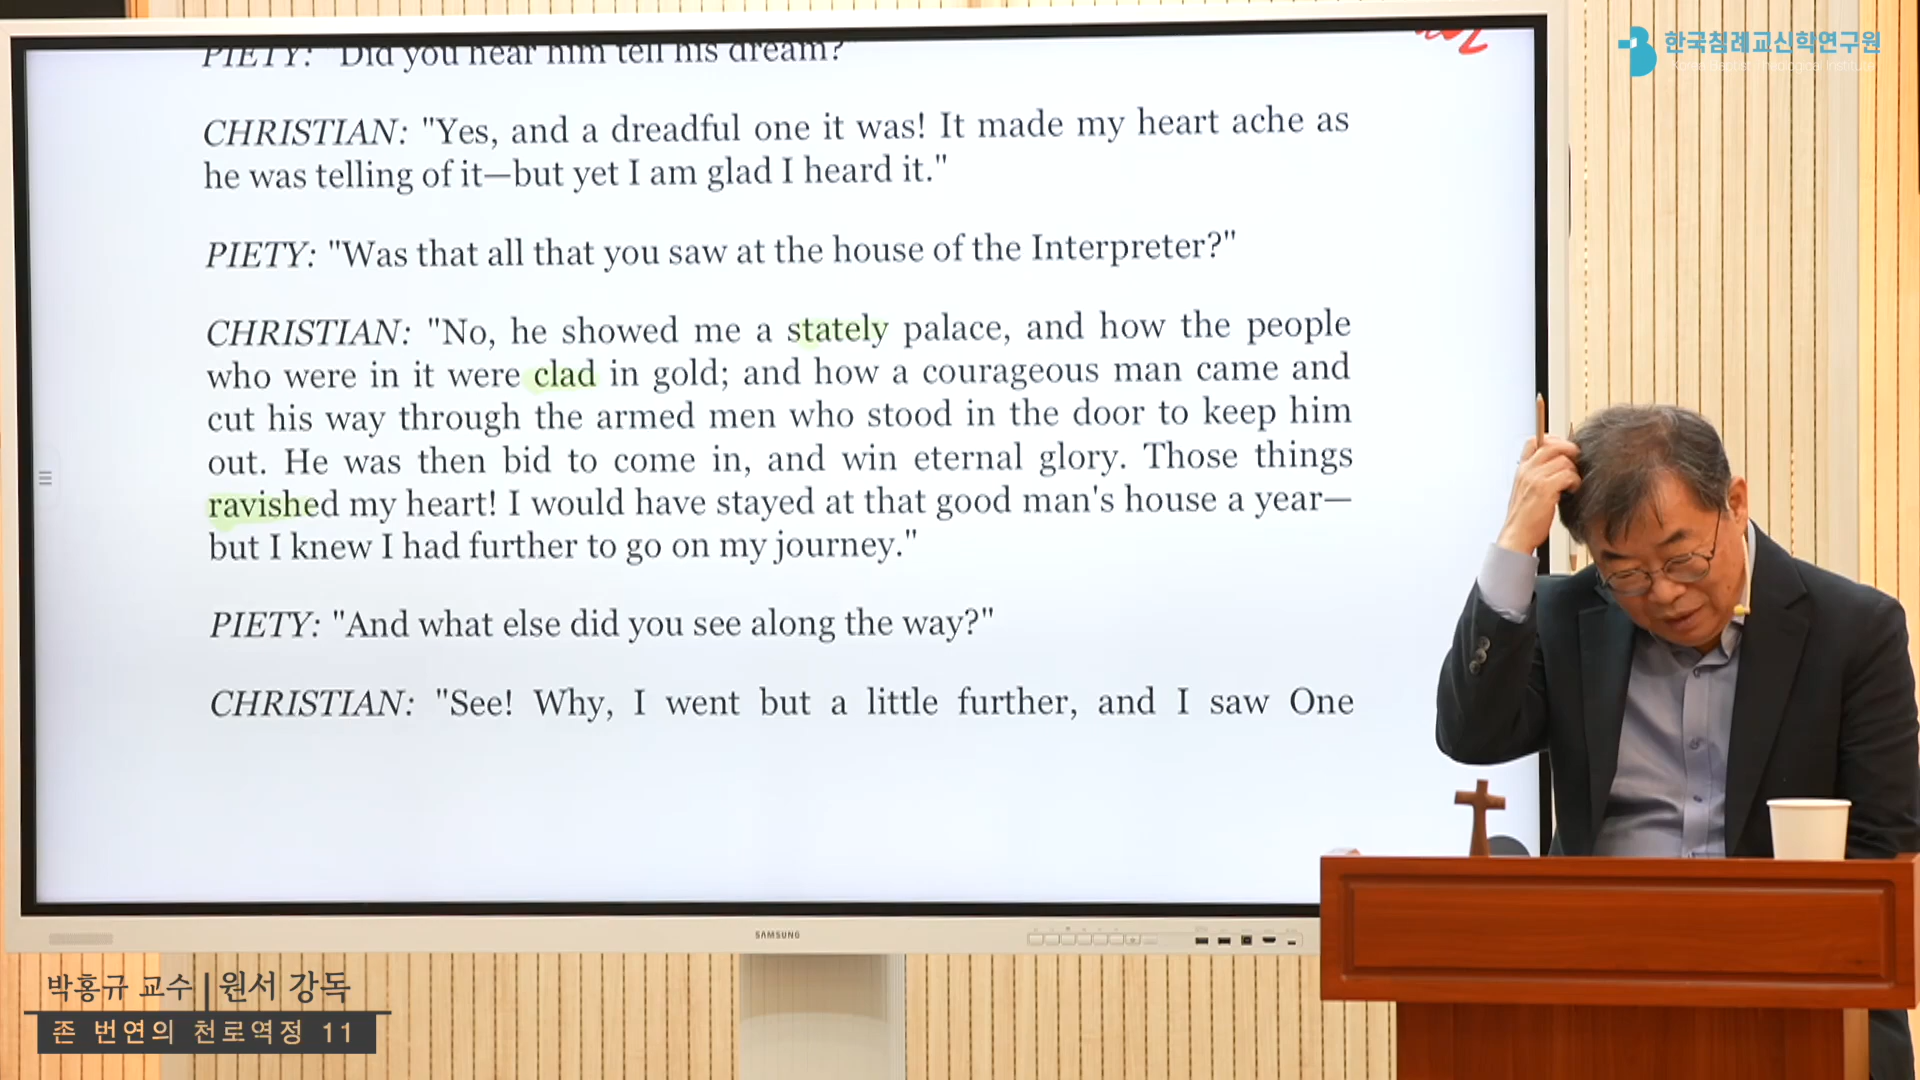 한국침례교신학연구원
Korea Baptist Theological Institute
PIETY: "Did you hear him tell his dream?"
CHRISTIAN: "Yes, and a dreadful one it was! It made my heart ache as
he was telling of it—but yet I am glad I heard it."
PIETY: "Was that all that you saw at the house of the Interpreter?"
CHRISTIAN: "No, he showed me a stately palace, and how the people
who were in it were clad in gold; and how a courageous man came and
cut his way through the armed men who stood in the door to keep him
out. He was then bid to come in, and win eternal glory. Those things
ravished my heart! I would have stayed at that good man's house a year—
but I knew I had further to go on my journey."
PIETY: "And what else did you see along the way?"
CHRISTIAN: "See! Why, I went but a little further, and I saw One
SAMSUNG
박홍규 교수 | 원서 강독
존 번연의 천로역정 11